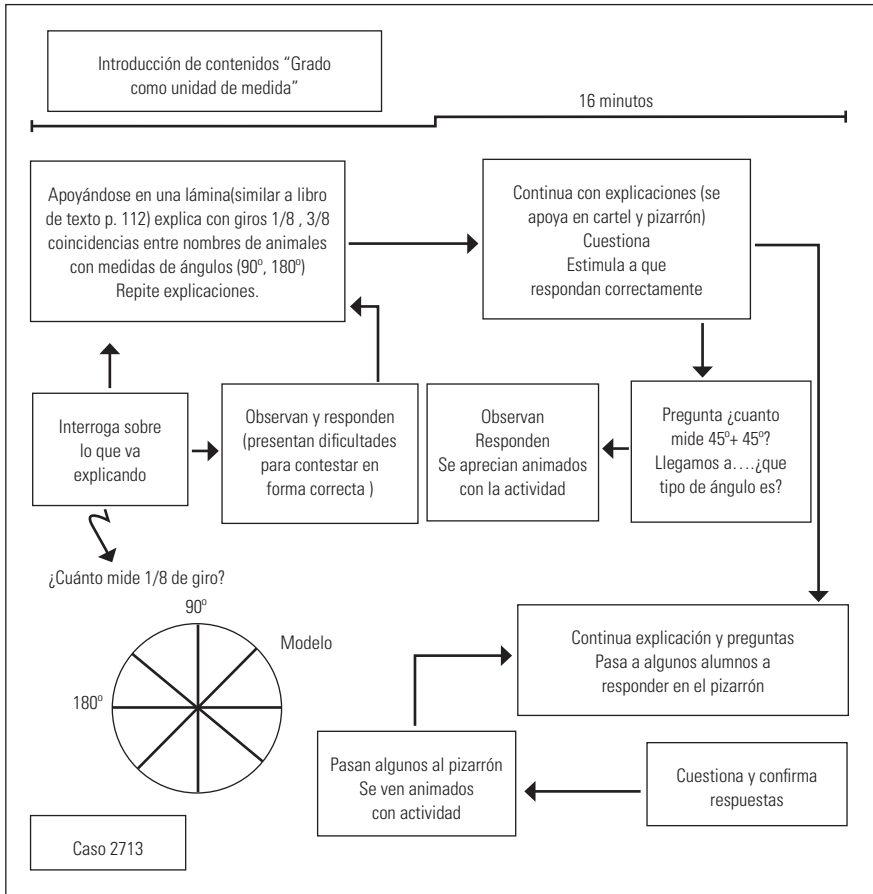 Introducción de contenidos “Grado
como unidad de medida”
16 minutos
Apoyándose en una lámina(similar a libro
de texto p. 112) explica con giros 1/8 , 3/8
coincidencias entre nombres de animales
con medidas de ángulos (90º, 180º)
Repite explicaciones.
Continua con explicaciones (se
apoya en cartel y pizarrón)
Cuestiona
Estimula a que
respondan correctamente
Interroga sobre
lo que va
explicando
Observan y responden
(presentan dificultades
para contestar en
forma correcta )
Observan
Responden
Se aprecian animados
con la actividad
Pregunta ¿cuanto
mide 45º+ 45º?
Llegamos a….¿que
tipo de ángulo es?
¿Cuánto mide 1/8 de giro?
90º
Modelo
180º
Continua explicación y preguntas
Pasa a algunos alumnos a
responder en el pizarrón
Pasan algunos al pizarrón
Se ven animados
con actividad
Cuestiona y confirma
respuestas
Caso 2713